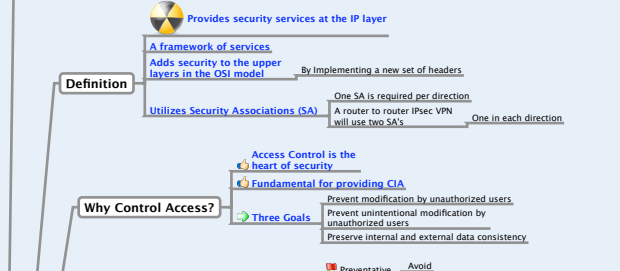 Provides security services at the IP layer
A framework of services
Adds security to the upper
layers in the OSI model
By Implementing a new set of headers
Definition
Utilizes Security Associations (SA)
One SA is required per direction
A router to router IPsec VPN
will use two SA's
One in each direction
Access Control is the
heart of security
Fundamental for providing CIA
Why Control Access?
Three Goals
Prevent modification by unauthorized users
Prevent unintentional modification by
unauthorized users
Preserve internal and external data consistency
Preventative
Avoid